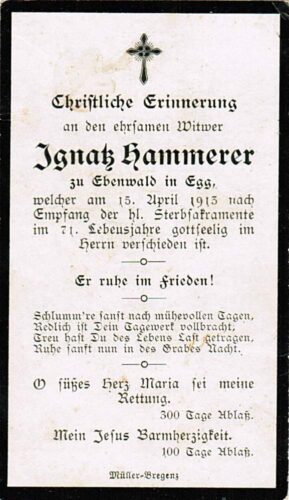 Christliche Erinnerung
an den ehrsamen Witwer
Ignatz Hammerer
zu Ebenwald in Egg,
welcher am 15. April 1913 nach
Empfang der hl. Sterbsakramente
im 71. Lebensjahre gottseelig im
Herrn verschieden ist.
Er ruhe im Frieden!
Schlumm're sanft nach mühevollen Tagen,
Redlich ist Dein Tagewerk vollbracht,
Treu hast Du des Lebens Last getragen,
Ruhe sanft nun in des Grabes Nacht.
O süßes Herz Maria sei meine
Rettung.
300 Tage Ablaß.
Mein Jesus Barmherzigkeit.
100 Tage Ablaß.
Müller-Bregenz